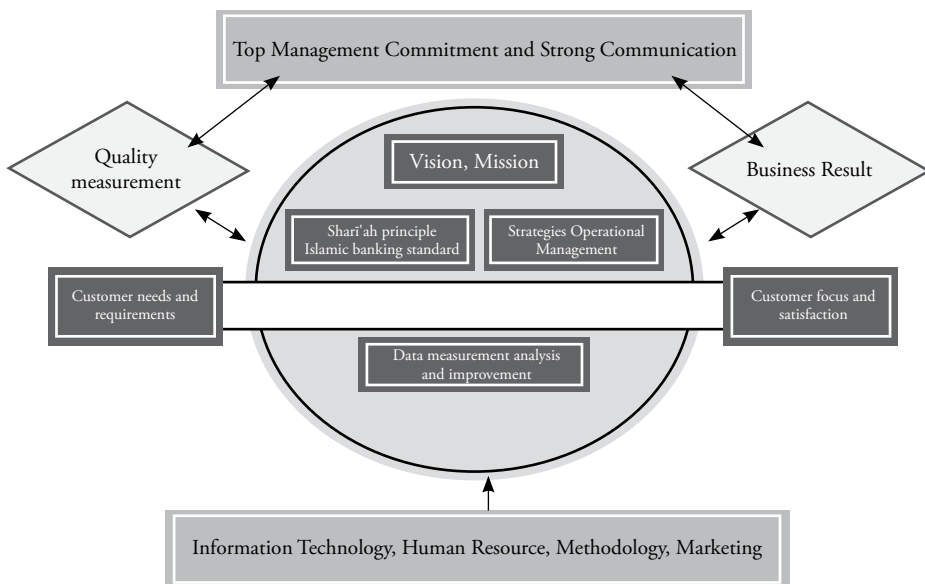 Top Management Commitment and Strong Communication
Quality
measurement
Vision, Mission
Business Result
Sharī'ah principle
Islamic banking standard
Strategies Operational
Management
Customer needs and
requirements
Customer focus and
satisfaction
Data measurement analysis
and improvement
Information Technology, Human Resource, Methodology, Marketing